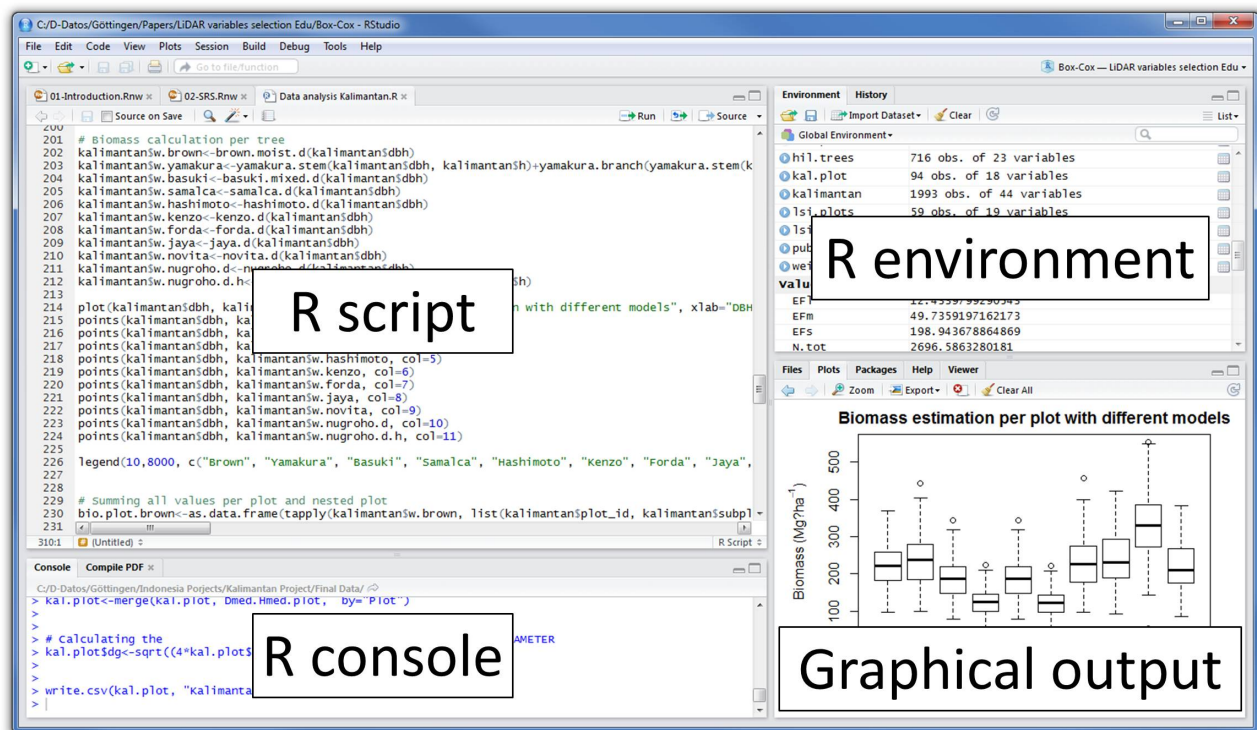 C:/D-Datos/Göttingen/Papers/LiDAR variables selection Edu/Box-Cox - RStudio
File Edit Code View Plots Session Build Debug Tools Help
Go to file/function
Box-Cox — LiDAR variables selection Edu
01-Introduction.Rnw
02-SRS.Rnw
Data analysis Kalimantan.R
Source on Save
Run
Source
200
201 # Biomass calculation per tree
202 kalimantan$w.brown<-brown.moist.d(kalimantan$dbh)
203 kalimantan$w.yamakura<-yamakura.stem(kalimantan$dbh, kalimantan$h)+yamakura.branch(yamakura.stem(k
204 kalimantan$w.basuki<-basuki.mixed.d(kalimantan$dbh)
205 kalimantan$w.samalca<-samalca.d(kalimantan$dbh)
206 kalimantan$w.hashimoto<-hashimoto.d(kalimantan$dbh)
207 kalimantan$w.kenzo<-kenzo.d(kalimantan$dbh)
208 kalimantan$w.forda<-forda.d(kalimantan$dbh)
209 kalimantan$w.jaya<-jaya.d(kalimantan$dbh)
210 kalimantan$w.novita<-novita.d(kalimantan$dbh)
211 kalimantan$w.nugroho.d<-nugroho.d(kalimantan$dbh)
212 kalimantan$w.nugroho.d.h< $h)
213
214 plot(kalimantan$dbh, kali n with different models", xlab="DBH
215 points(kalimantan$dbh, ka
216 points(kalimantan$dbh, ka
217 points(kalimantan$dbh, ka
218 points(kalimantan$dbh, kalimantan$w.hashimoto, col=5)
219 points(kalimantan$dbh, kalimantan$w.kenzo, col=6)
220 points(kalimantan$dbh, kalimantan$w.forda, col=7)
221 points(kalimantan$dbh, kalimantan$w.jaya, col=8)
222 points(kalimantan$dbh, kalimantan$w.novita, col=9)
223 points(kalimantan$dbh, kalimantan$w.nugroho.d, col=10)
224 points(kalimantan$dbh, kalimantan$w.nugroho.d.h, col=11)
225
226 legend(10,8000, c("Brown", "Yamakura", "Basuki", "Samalca", "Hashimoto", "Kenzo", "Forda", "Jaya",
227
228
229 # Summing all values per plot and nested plot
230 bio.plot.brown<-as.data.frame(tapply(kalimantan$w.brown, list(kalimantan$plot_id, kalimantan$subpl
231
R script
310:1 (Untitled) R Script
Console Compile PDF
C:/D-Datos/Göttingen/Indonesia Porjects/Kalimantan Project/Final Data/
> kal.plot<-merge(kal.plot, Dmed.Hmed.plot, by="Plot")
>
>
> # Calculating the AMETER
> kal.plot$dg<-sqrt((4*kal.plot$
>
>
> write.csv(kal.plot, "Kalimanta
>
R console
Environment History
Import Dataset Clear
List
Global Environment
hil.trees 716 obs. of 23 variables
kal.plot 94 obs. of 18 variables
kalimantan 1993 obs. of 44 variables
lsi.plots 59 obs. of 19 variables
lsi
pub
wei
Valu
EFl 12.4339799290543
EFm 49.7359197162173
EFs 198.943678864869
N.tot 2696.5863280181
R environment
Files Plots Packages Help Viewer
Zoom Export Clear All
Biomass estimation per plot with different models
Biomass (Mg?ha⁻¹)
500
400
300
200
100
Graphical output